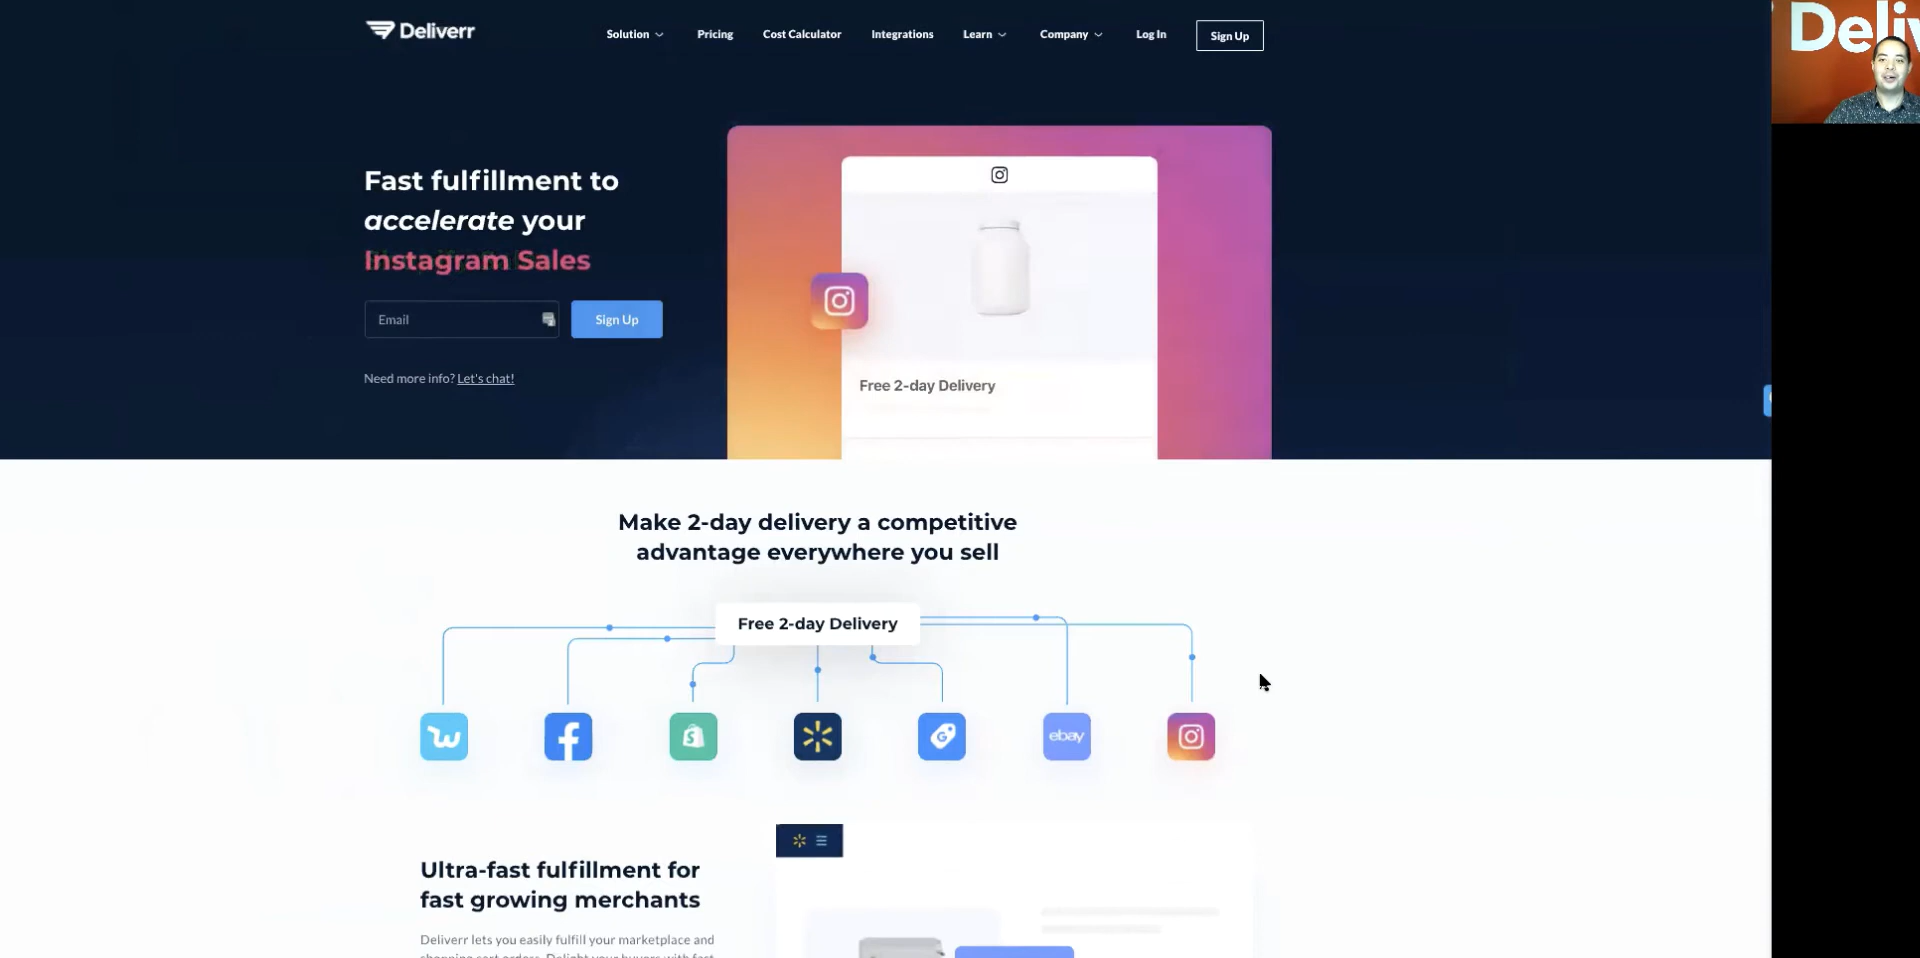 Deliverr
Solution
Pricing
Cost Calculator
Integrations
Learn
Company
Log In
Sign Up
Deliv
Fast fulfillment to
accelerate your
Instagram Sales
Email
Sign Up
Need more info? Let's chat!
Free 2-day Delivery
Make 2-day delivery a competitive
advantage everywhere you sell
Free 2-day Delivery
ebay
Ultra-fast fulfillment for
fast growing merchants
Deliverr lets you easily fulfill your marketplace and